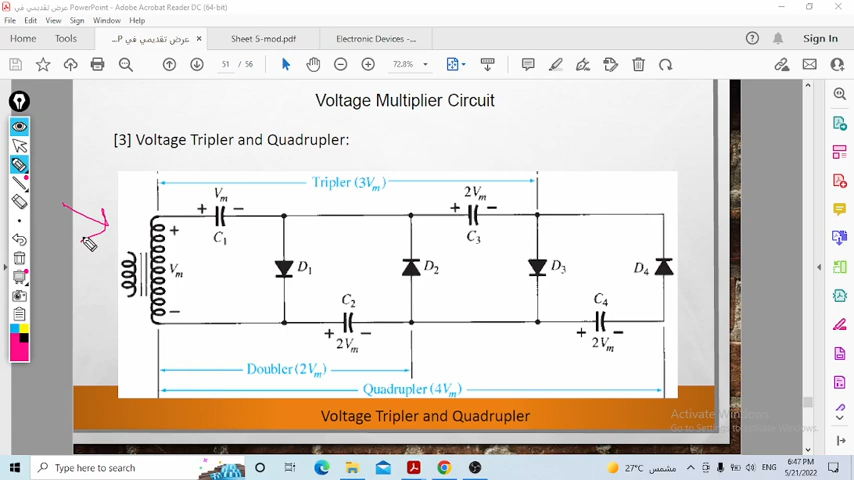 عرض تقديمي في PowerPoint - Adobe Acrobat Reader DC (64-bit)
File Edit View Sign Window Help
Home Tools عرض تقديمي في P... × Sheet 5-mod.pdf Electronic Devices -... Sign In
51 / 56 72.8%
Voltage Multiplier Circuit
[3] Voltage Tripler and Quadrupler:
Tripler (3Vm)
Vm
+ -
C1
2Vm
+ -
C3
+
Vm
-
D1
D2
D3
D4
C2
+ -
2Vm
C4
+ -
2Vm
Doubler (2Vm)
Quadrupler (4Vm)
Voltage Tripler and Quadrupler
Activate Windows
Go to Settings to activate Windows.
Type here to search
27°C مشمس ENG 6:47 PM
5/21/2022